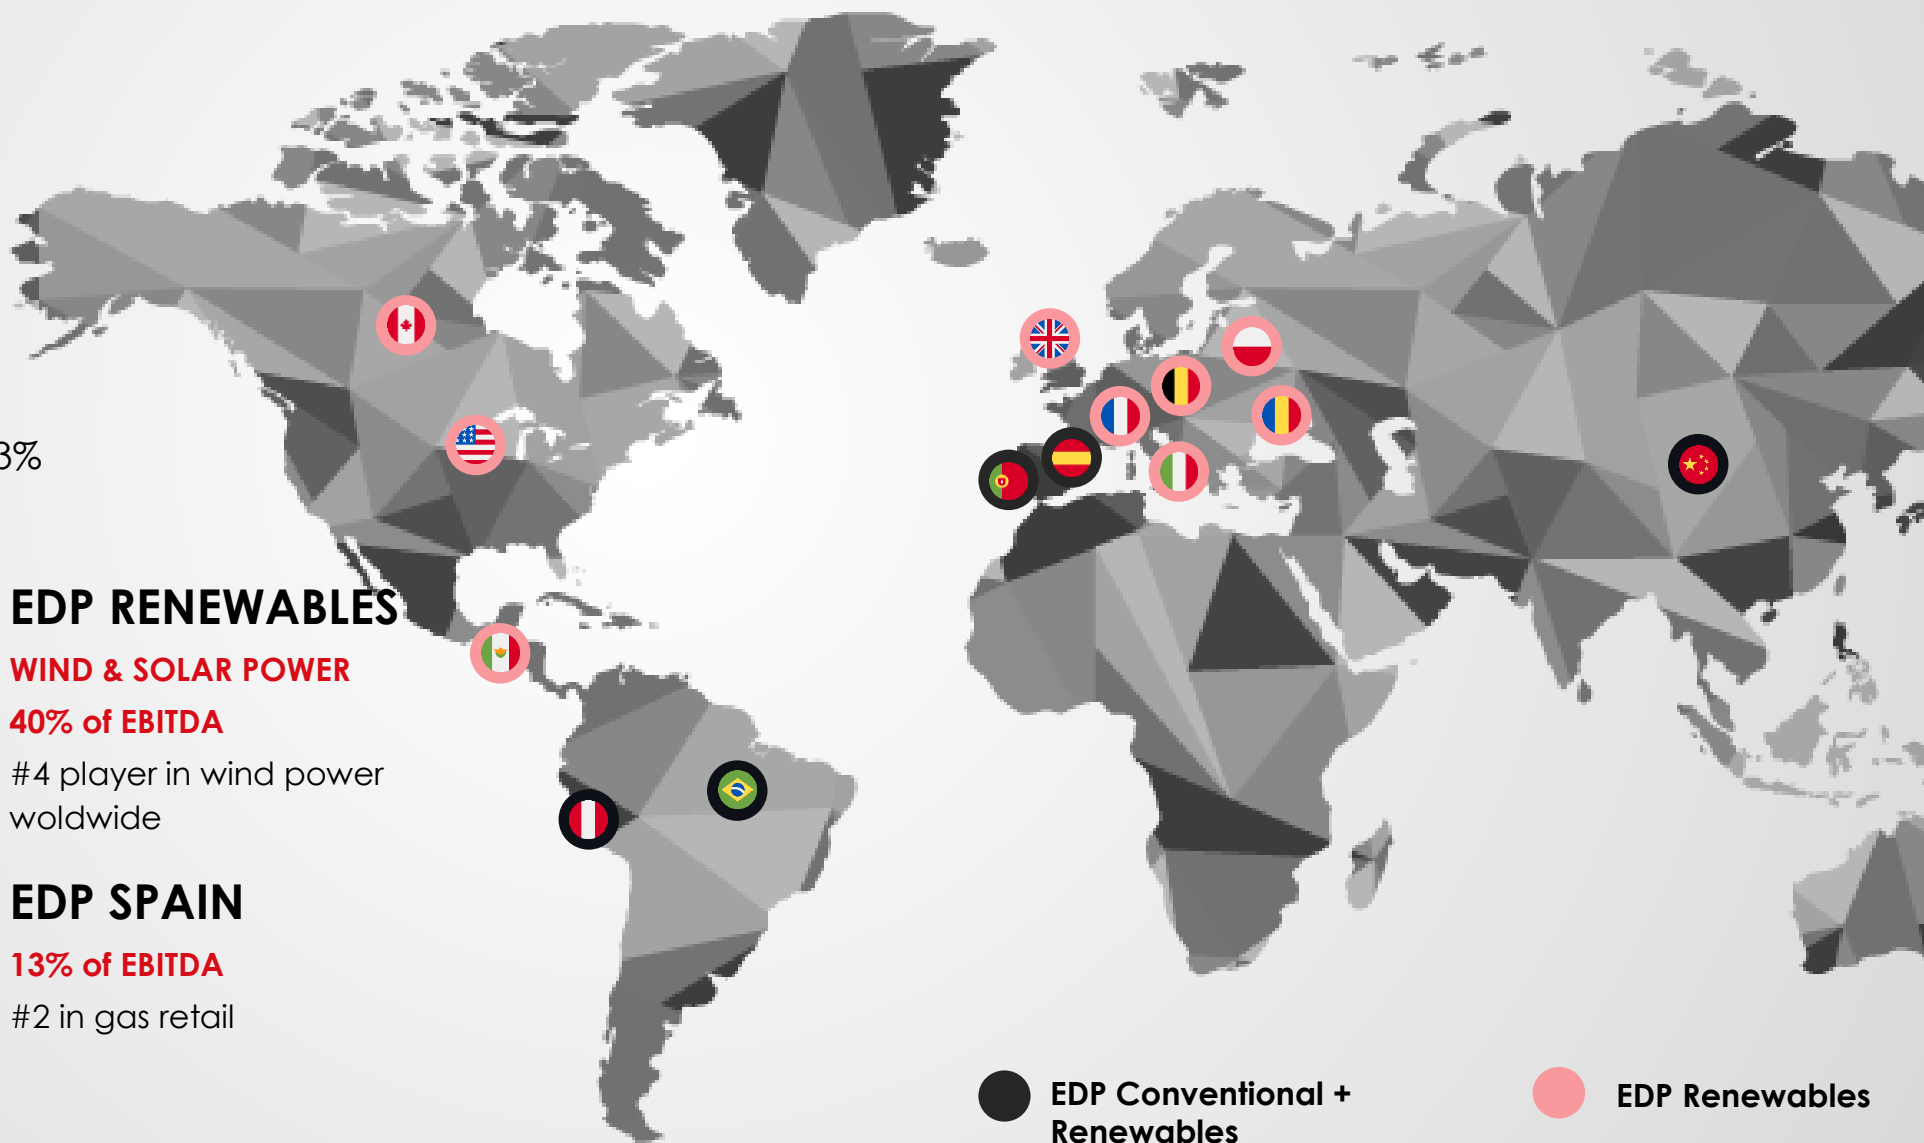 3%
EDP RENEWABLES
WIND & SOLAR POWER
40% of EBITDA
#4 player in wind power
woldwide
EDP SPAIN
13% of EBITDA
#2 in gas retail
EDP Conventional +
Renewables
EDP Renewables